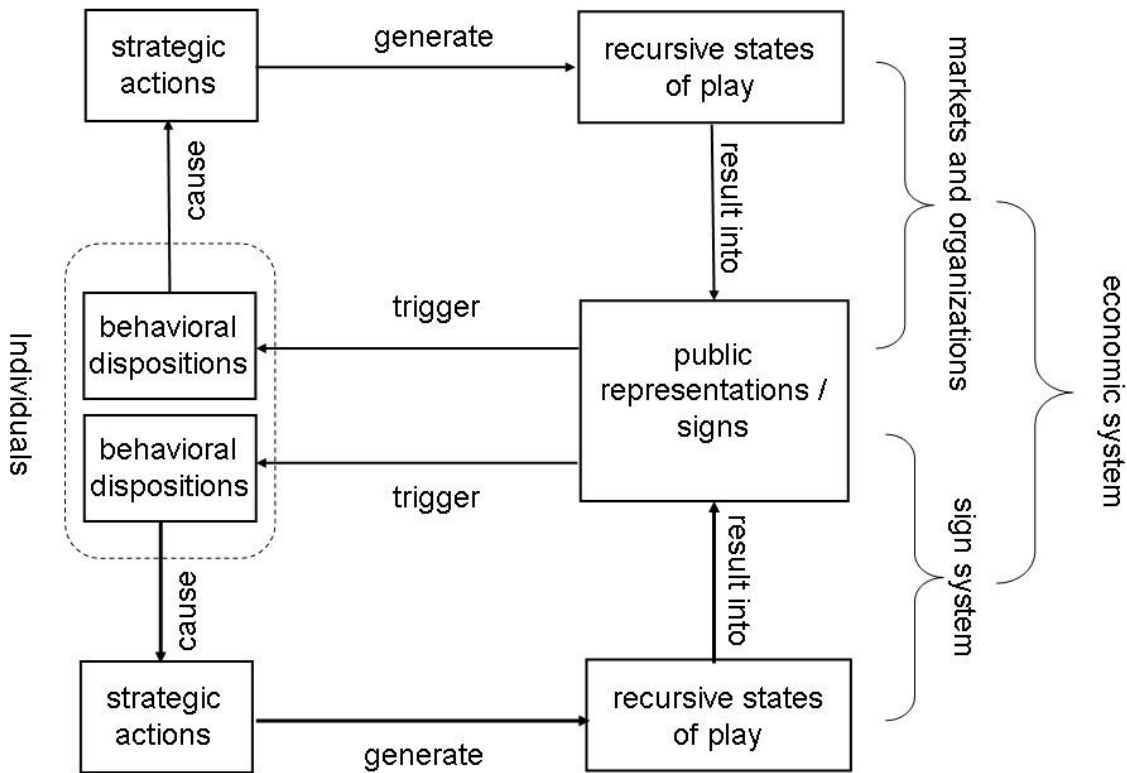 strategic
actions
generate
recursive states
of play
cause
result into
markets and organizations
economic system
Individuals
behavioral
dispositions
trigger
public
representations /
signs
behavioral
dispositions
trigger
sign system
cause
result into
strategic
actions
generate
recursive states
of play